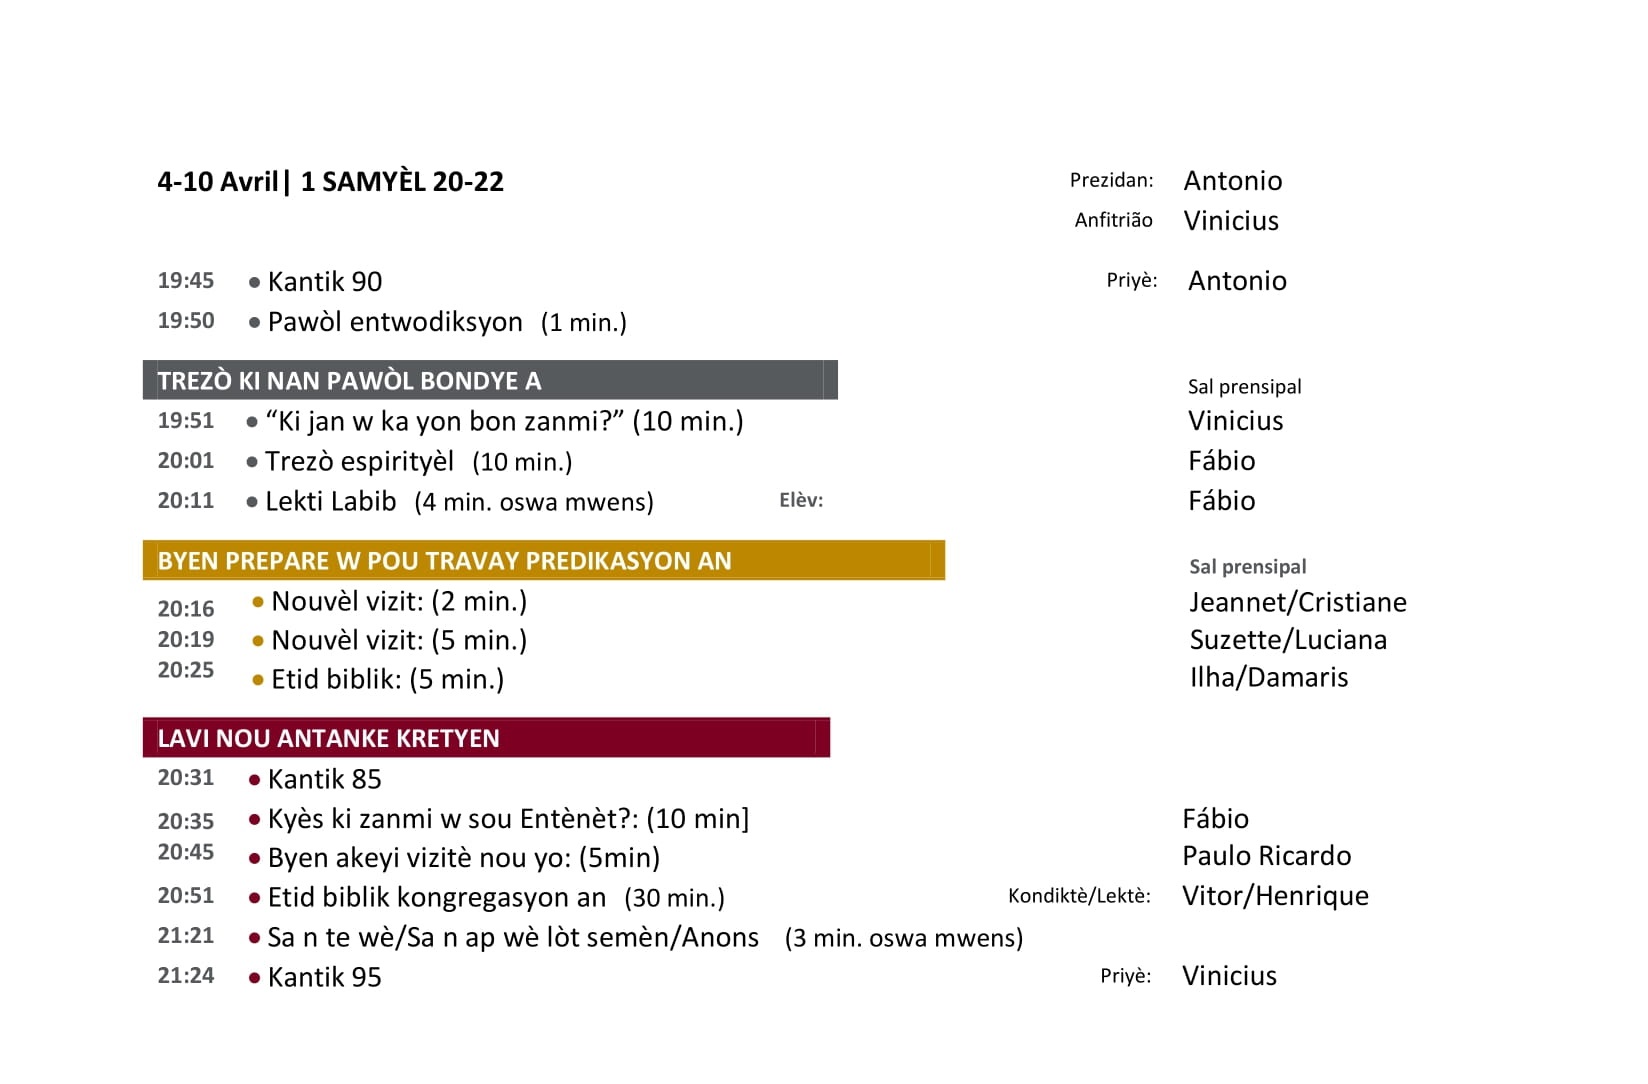 4-10 Avril| 1 SAMYÈL 20-22 Prezidan: Antonio
Anfitrião Vinicius
19:45 • Kantik 90 Priyè: Antonio
19:50 • Pawòl entwodiksyon (1 min.)
TREZÒ KI NAN PAWÒL BONDYE A Sal prensipal
19:51 • “Ki jan w ka yon bon zanmi?” (10 min.) Vinicius
20:01 • Trezò espirityèl (10 min.) Fábio
20:11 • Lekti Labib (4 min. oswa mwens) Elèv: Fábio
BYEN PREPARE W POU TRAVAY PREDIKASYON AN Sal prensipal
20:16 • Nouvèl vizit: (2 min.) Jeannet/Cristiane
20:19 • Nouvèl vizit: (5 min.) Suzette/Luciana
20:25 • Etid biblik: (5 min.) Ilha/Damaris
LAVI NOU ANTANKE KRETYEN
20:31 • Kantik 85
20:35 • Kyès ki zanmi w sou Entènèt?: (10 min] Fábio
20:45 • Byen akeyi vizitè nou yo: (5min) Paulo Ricardo
20:51 • Etid biblik kongregasyon an (30 min.) Kondiktè/Lektè: Vitor/Henrique
21:21 • Sa n te wè/Sa n ap wè lòt semèn/Anons (3 min. oswa mwens)
21:24 • Kantik 95 Priyè: Vinicius